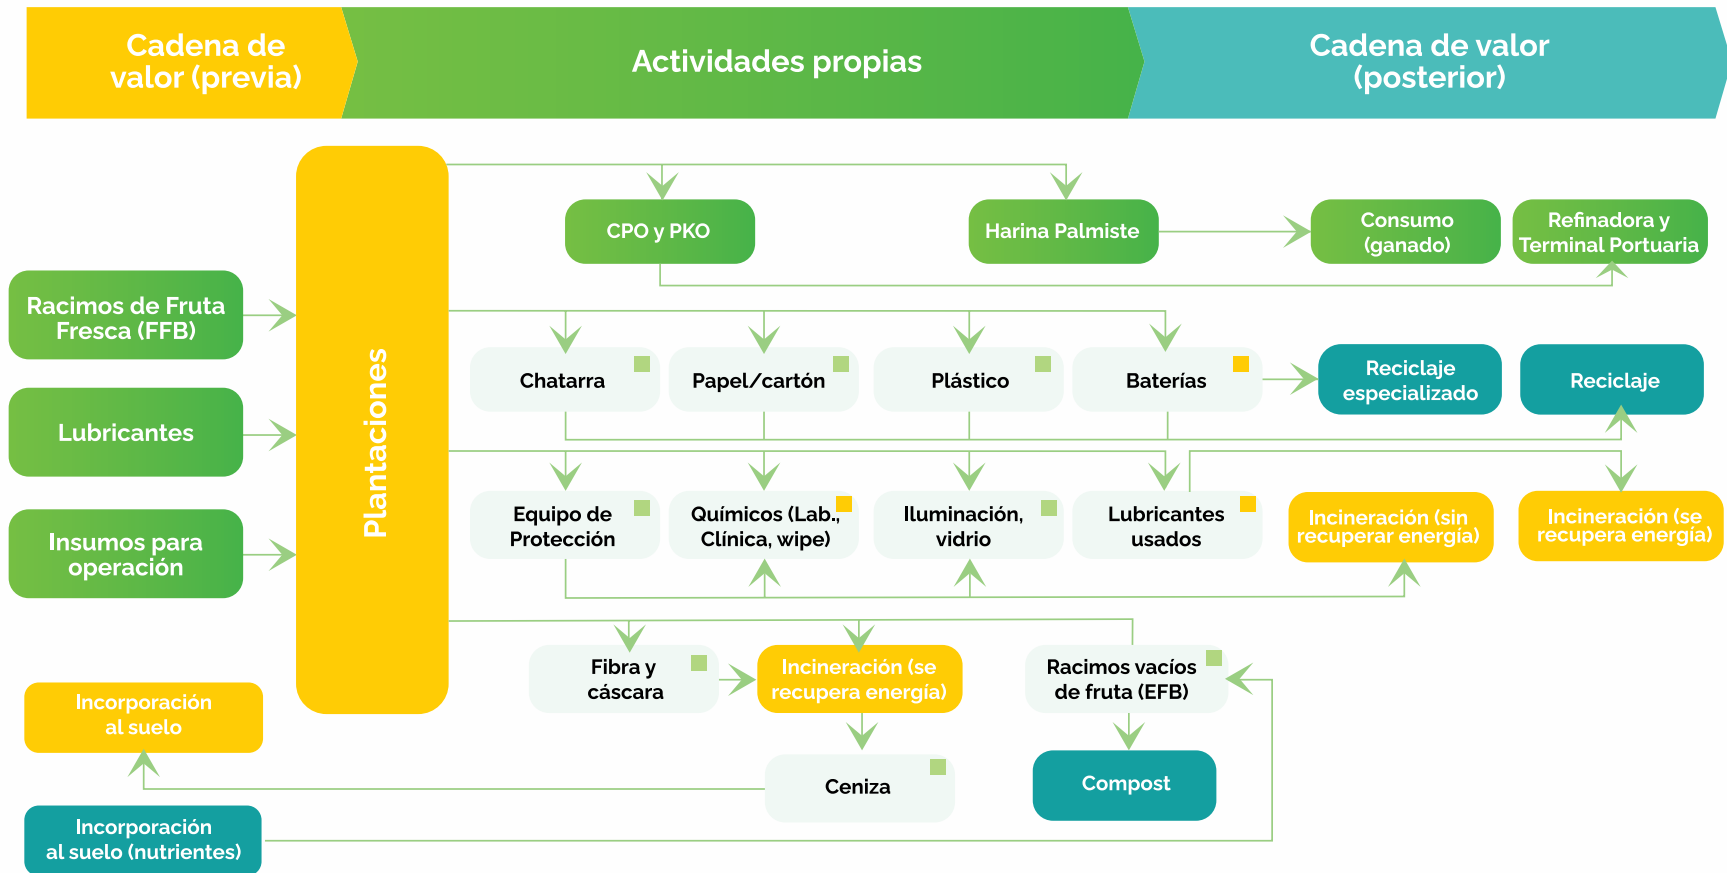 Cadena de
valor (previa)
Actividades propias
Cadena de valor
(posterior)
Plantaciones
CPO y PKO
Harina Palmiste
Consumo
(ganado)
Refinadora y
Terminal Portuaria
Racimos de Fruta
Fresca (FFB)
Lubricantes
Insumos para
operación
Chatarra
Papel/cartón
Plástico
Baterías
Reciclaje
especializado
Reciclaje
Equipo de
Protección
Químicos (Lab.,
Clínica, wipe)
Iluminación,
vidrio
Lubricantes
usados
Incineración (sin
recuperar energía)
Incineración (se
recupera energía)
Fibra y
cáscara
Incineración (se
recupera energía)
Racimos vacíos
de fruta (EFB)
Incorporación
al suelo
Ceniza
Compost
Incorporación
al suelo (nutrientes)